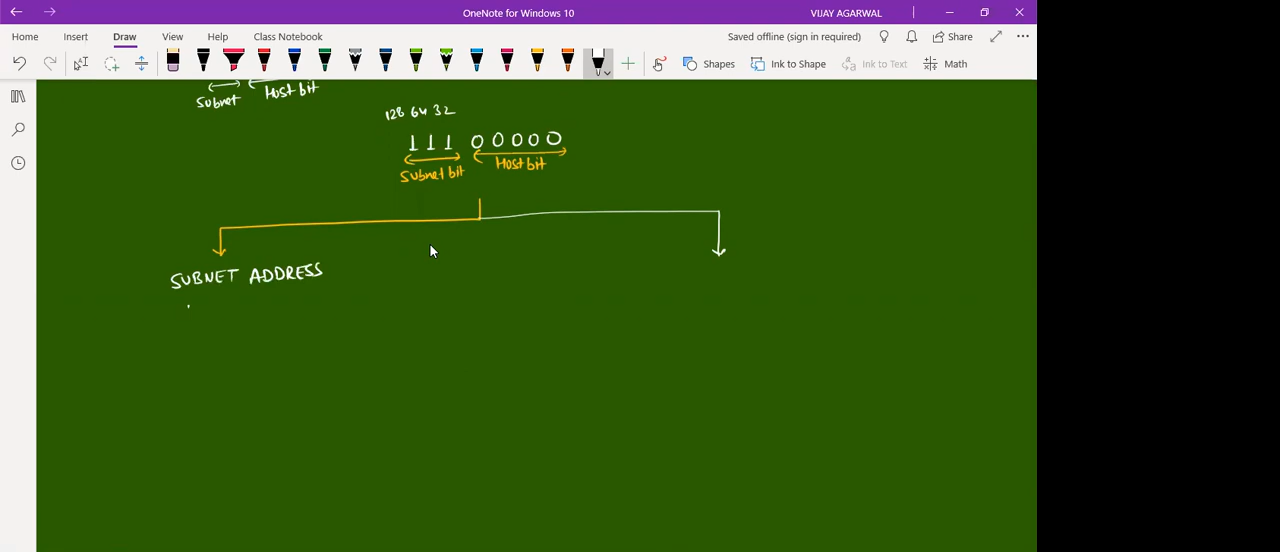 OneNote for Windows 10
VIJAY AGARWAL
Home Insert Draw View Help Class Notebook
Saved offline (sign in required) Share
Shapes Ink to Shape Ink to Text Math
Subnet Host bit
128 64 32
1 1 1 0 0 0 0 0
Subnet bit Host bit
SUBNET ADDRESS